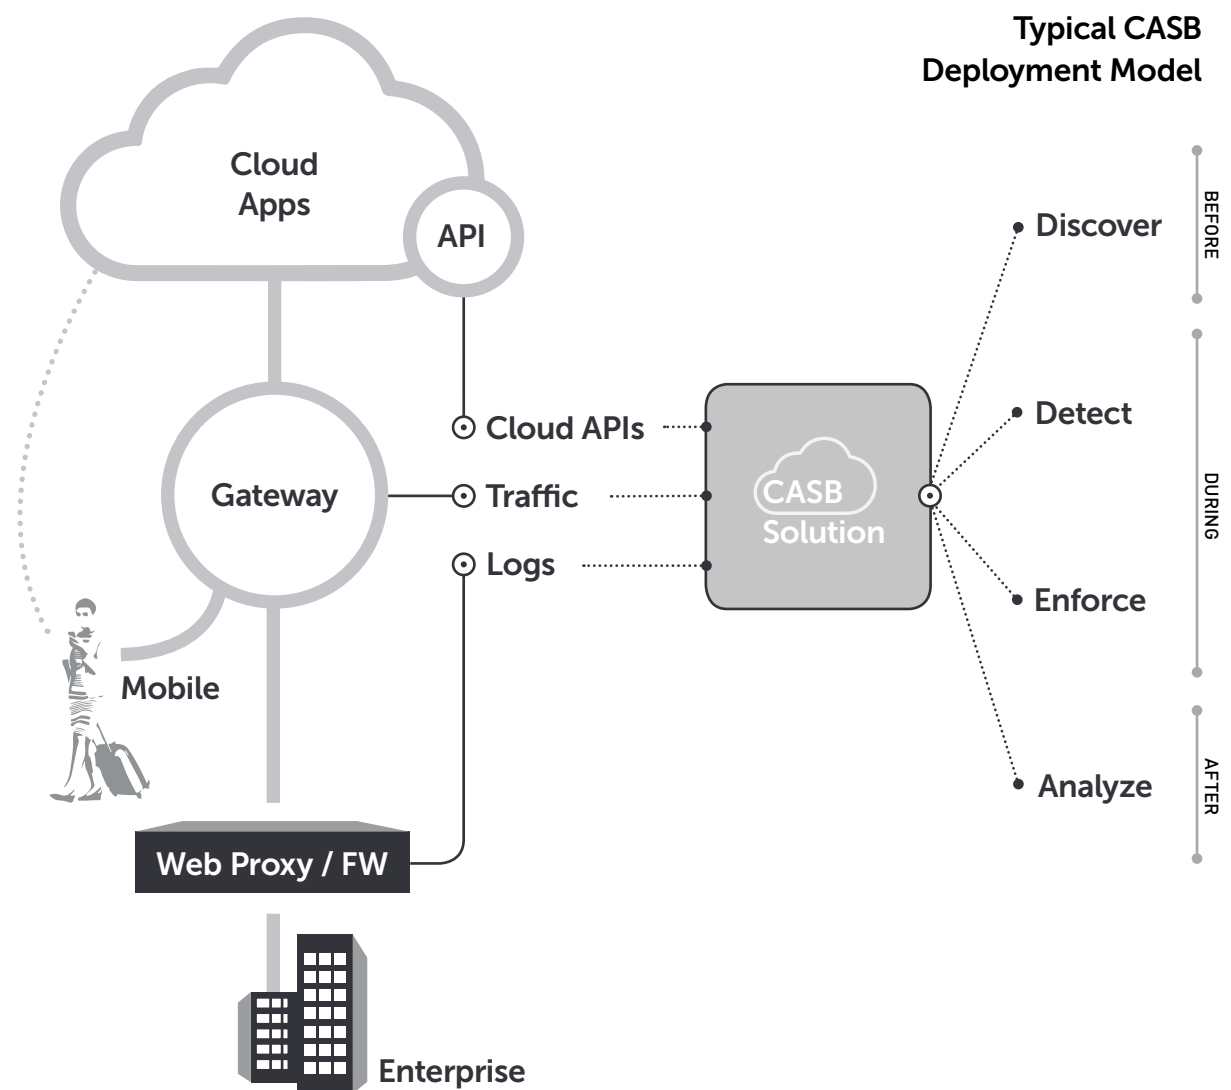 Typical CASB
Deployment Model
Cloud
Apps
API
BEFORE
Discover
Cloud APIs
Detect
Gateway
Traffic
CASB
Solution
DURING
Logs
Enforce
Mobile
Analyze
AFTER
Web Proxy / FW
Enterprise